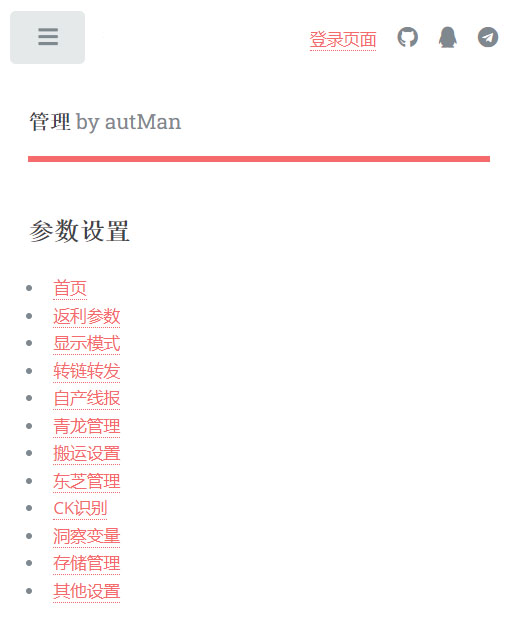 登录页面
管理 by autMan
参数设置
首页
返利参数
显示模式
转链转发
自产线报
青龙管理
搬运设置
东芝管理
CK识别
洞察变量
存储管理
其他设置